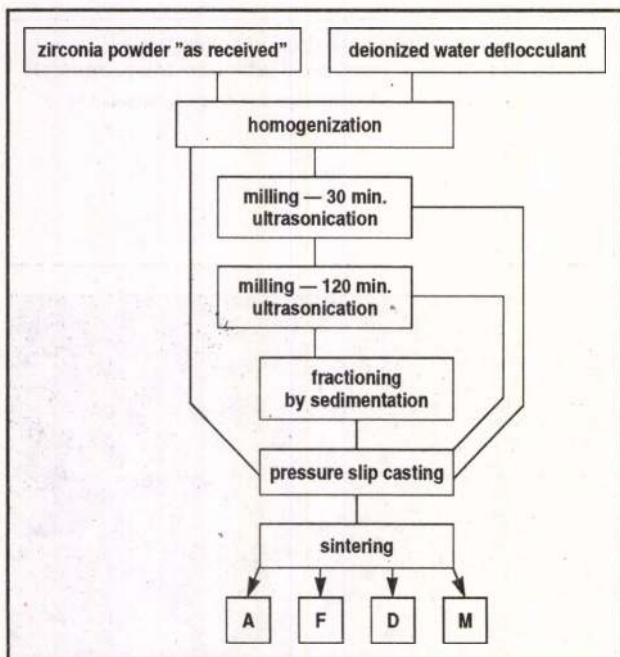 zirconia powder "as received"
deionized water deflocculant
homogenization
milling — 30 min.
ultrasonication
milling — 120 min.
ultrasonication
fractioning
by sedimentation
pressure slip casting
sintering
A
F
D
M